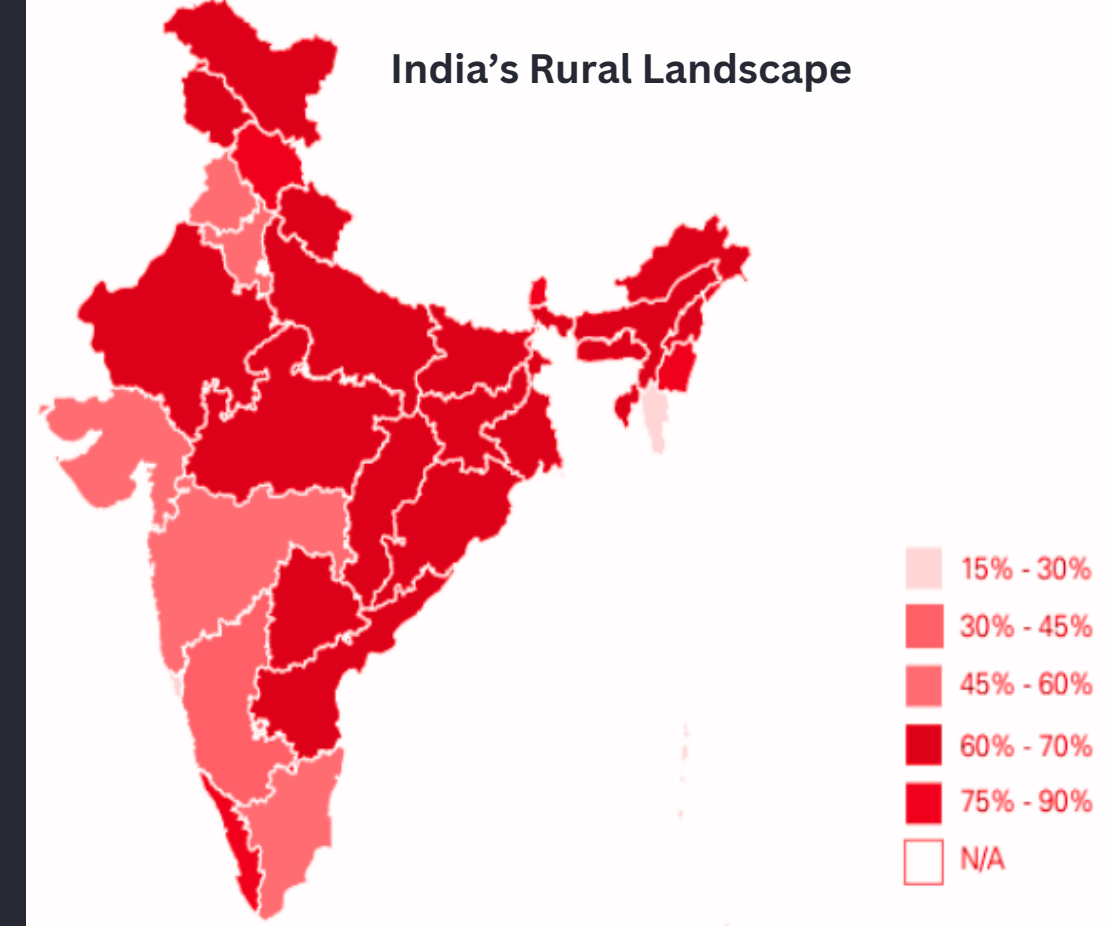 India’s Rural Landscape
15% - 30%
30% - 45%
45% - 60%
60% - 70%
75% - 90%
N/A